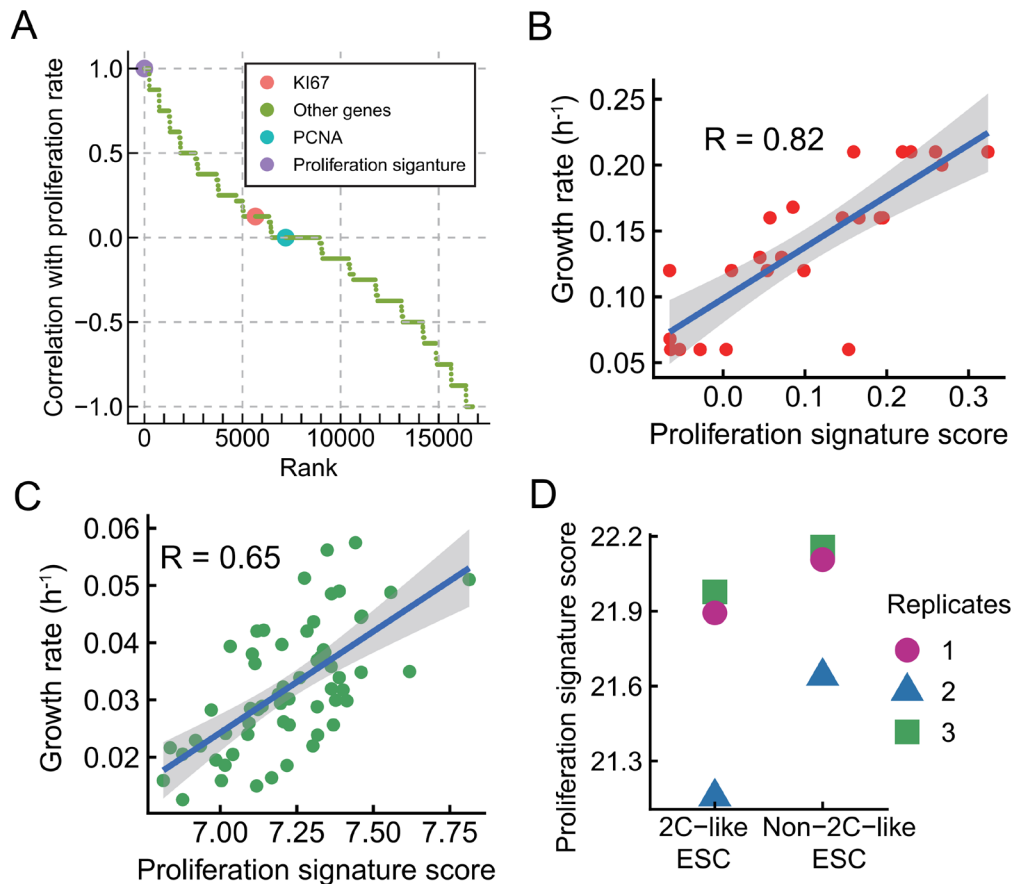 A
Correlation with proliferation rate
1.0
0.5
0.0
−0.5
−1.0
0
5000
10000
15000
Rank
KI67
Other genes
PCNA
Proliferation siganture
B
Growth rate (h-1)
0.25
0.20
0.15
0.10
0.05
R = 0.82
0.0
0.1
0.2
0.3
Proliferation signature score
C
Growth rate (h-1)
0.06
0.05
0.04
0.03
0.02
R = 0.65
7.00
7.25
7.50
7.75
Proliferation signature score
D
Proliferation signature score
22.2
21.9
21.6
21.3
2C−like
ESC
Non−2C−like
ESC
Replicates
1
2
3